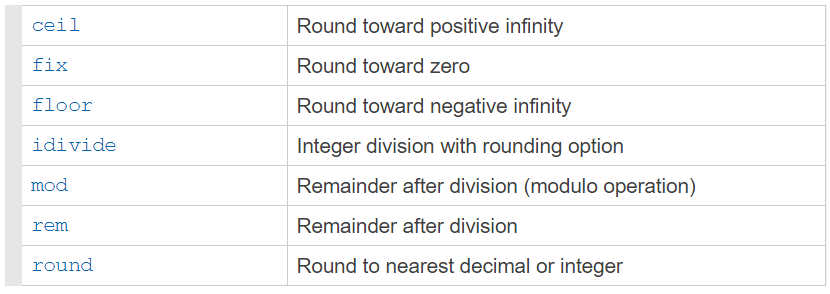 ceil Round toward positive infinity
fix Round toward zero
floor Round toward negative infinity
idivide Integer division with rounding option
mod Remainder after division (modulo operation)
rem Remainder after division
round Round to nearest decimal or integer